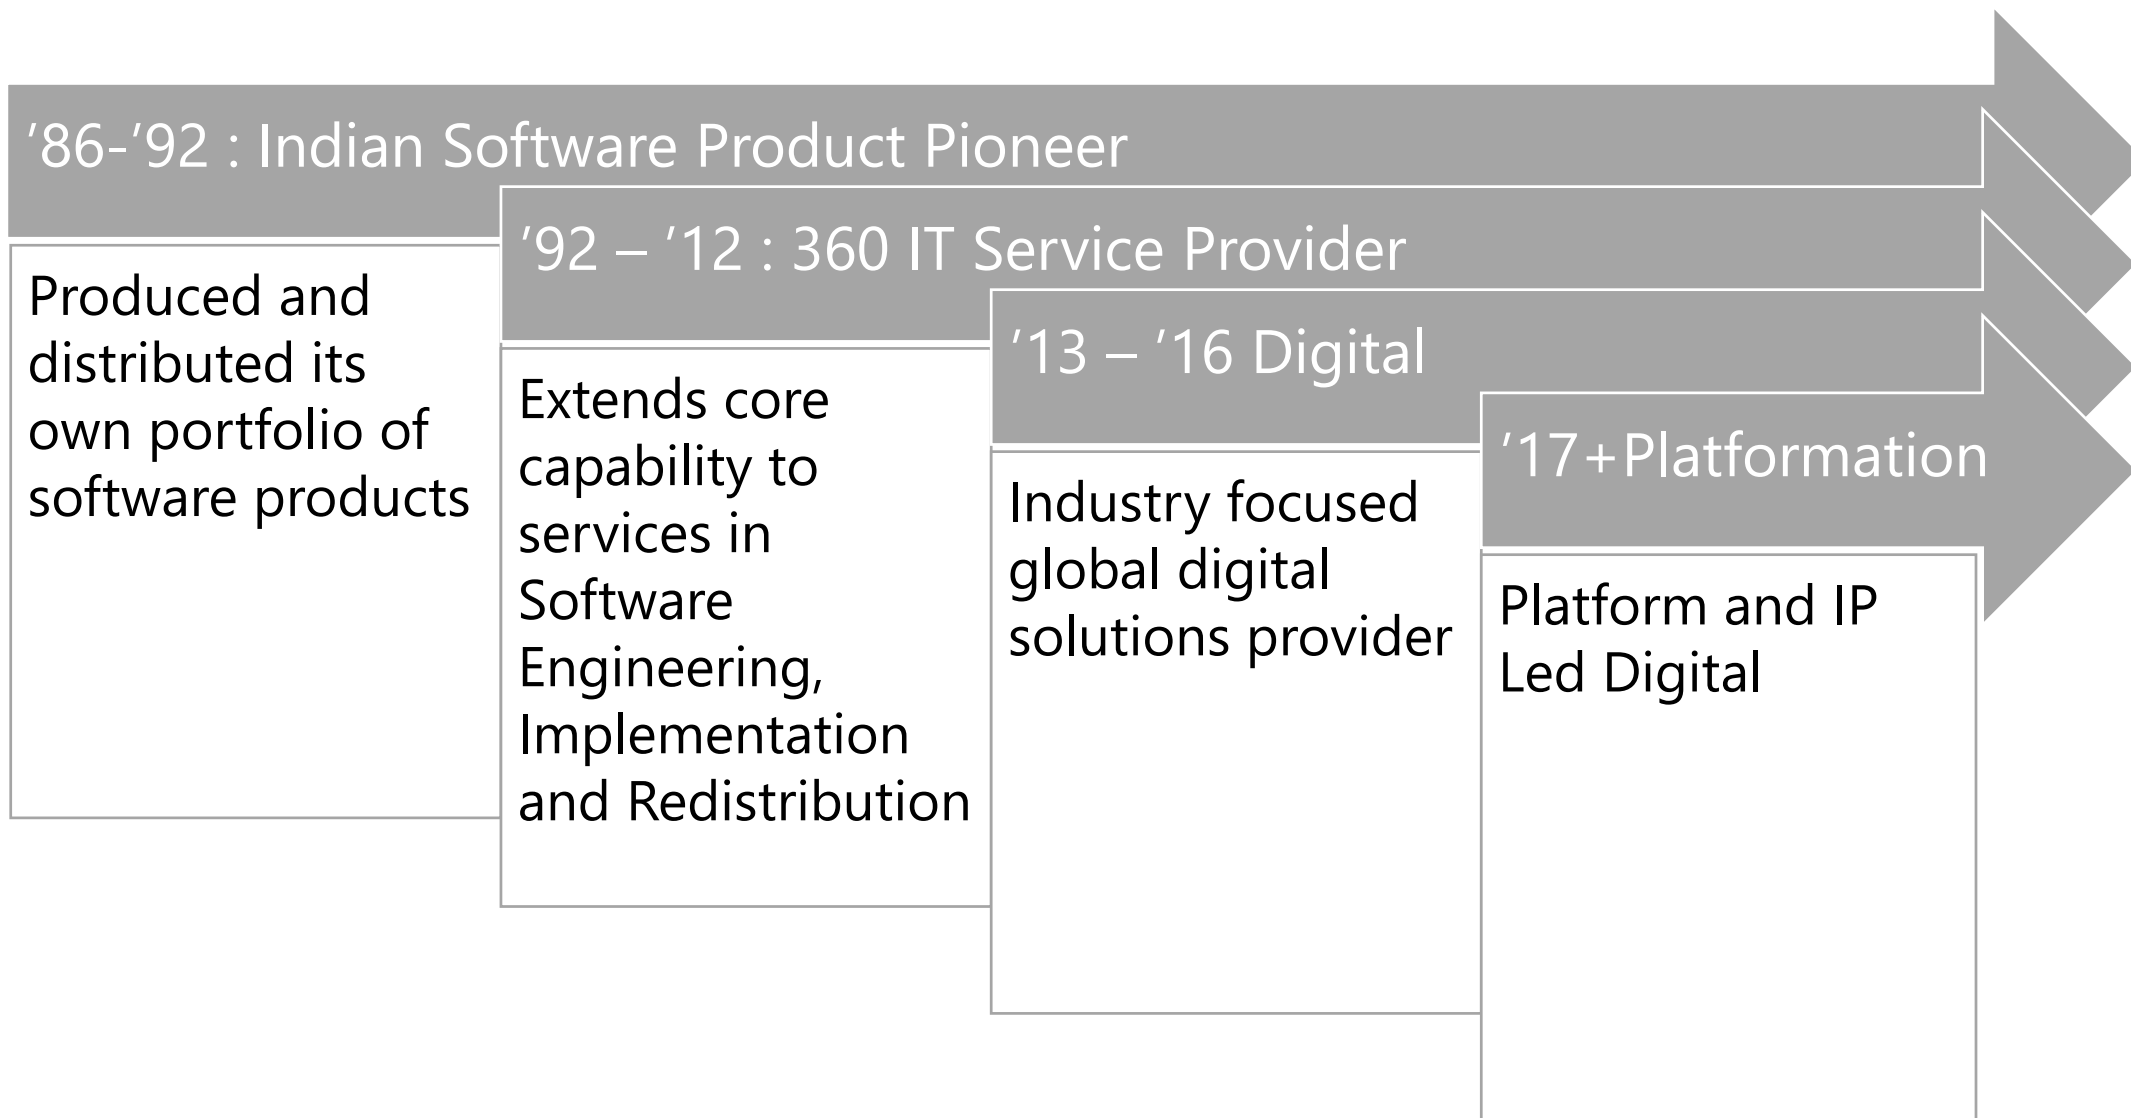 ’86-’92 : Indian Software Product Pioneer
Produced and
distributed its
own portfolio of
software products
’92 – ’12 : 360 IT Service Provider
Extends core
capability to
services in
Software
Engineering,
Implementation
and Redistribution
’13 – ’16 Digital
Industry focused
global digital
solutions provider
’17+Platformation
Platform and IP
Led Digital